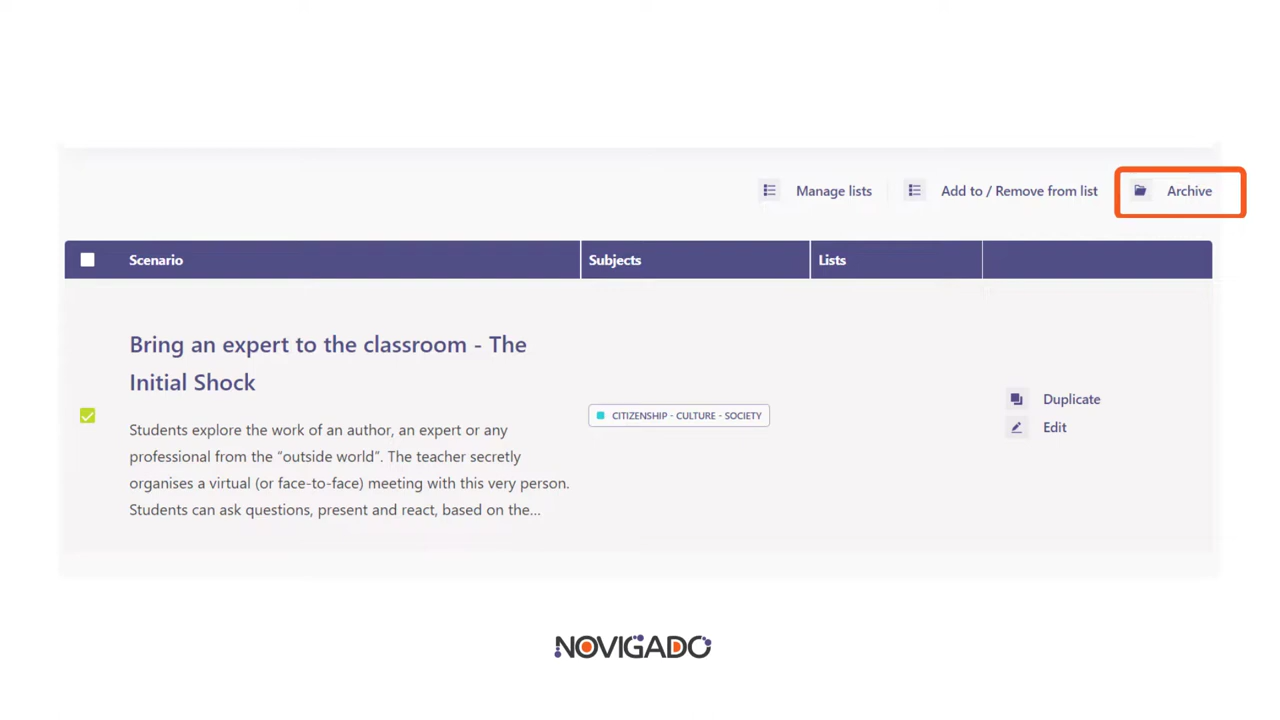 Manage lists
Add to / Remove from list
Archive
Scenario
Subjects
Lists
Bring an expert to the classroom - The
Initial Shock
Students explore the work of an author, an expert or any
professional from the “outside world”. The teacher secretly
organises a virtual (or face-to-face) meeting with this very person.
Students can ask questions, present and react, based on the...
CITIZENSHIP - CULTURE - SOCIETY
Duplicate
Edit
NOVIGADO